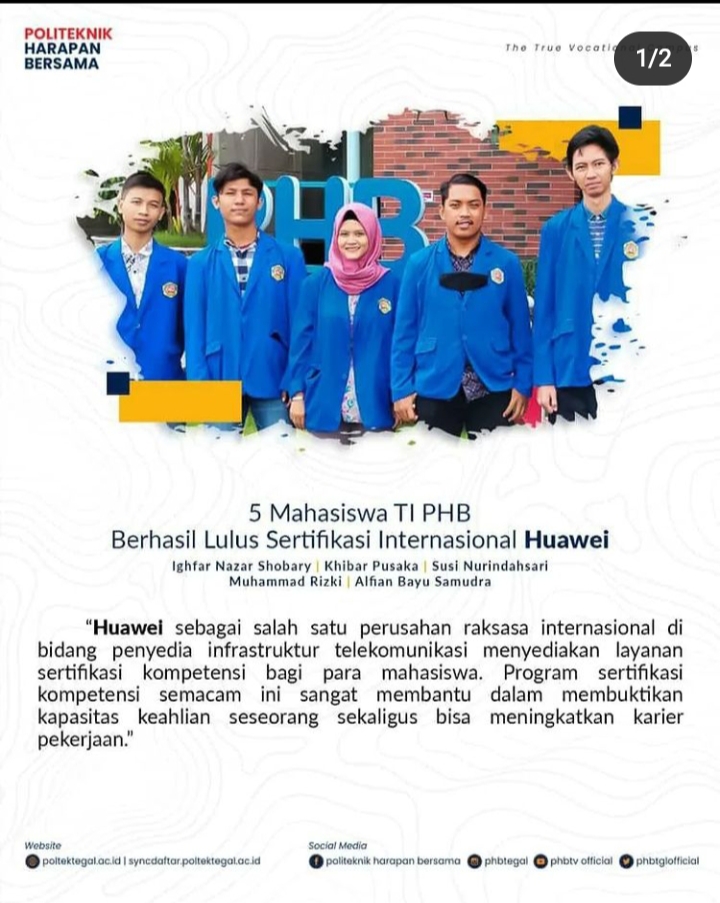 POLITEKNIK
HARAPAN
BERSAMA
The True Vocati
1/2
PHB
5 Mahasiswa TI PHB
Berhasil Lulus Sertifikasi Internasional Huawei
Ighfar Nazar Shobary | Khibar Pusaka | Susi Nurindahsari
Muhammad Rizki | Alfian Bayu Samudra
“Huawei sebagai salah satu perusahan raksasa internasional di
bidang penyedia infrastruktur telekomunikasi menyediakan layanan
sertifikasi kompetensi bagi para mahasiswa. Program sertifikasi
kompetensi semacam ini sangat membantu dalam membuktikan
kapasitas keahlian seseorang sekaligus bisa meningkatkan karier
pekerjaan.”
Website
poltektegal.ac.id | syncdaftar.poltektegal.ac.id
Social Media
politeknik harapan bersama phbtegal phbtv official phbtglofficial